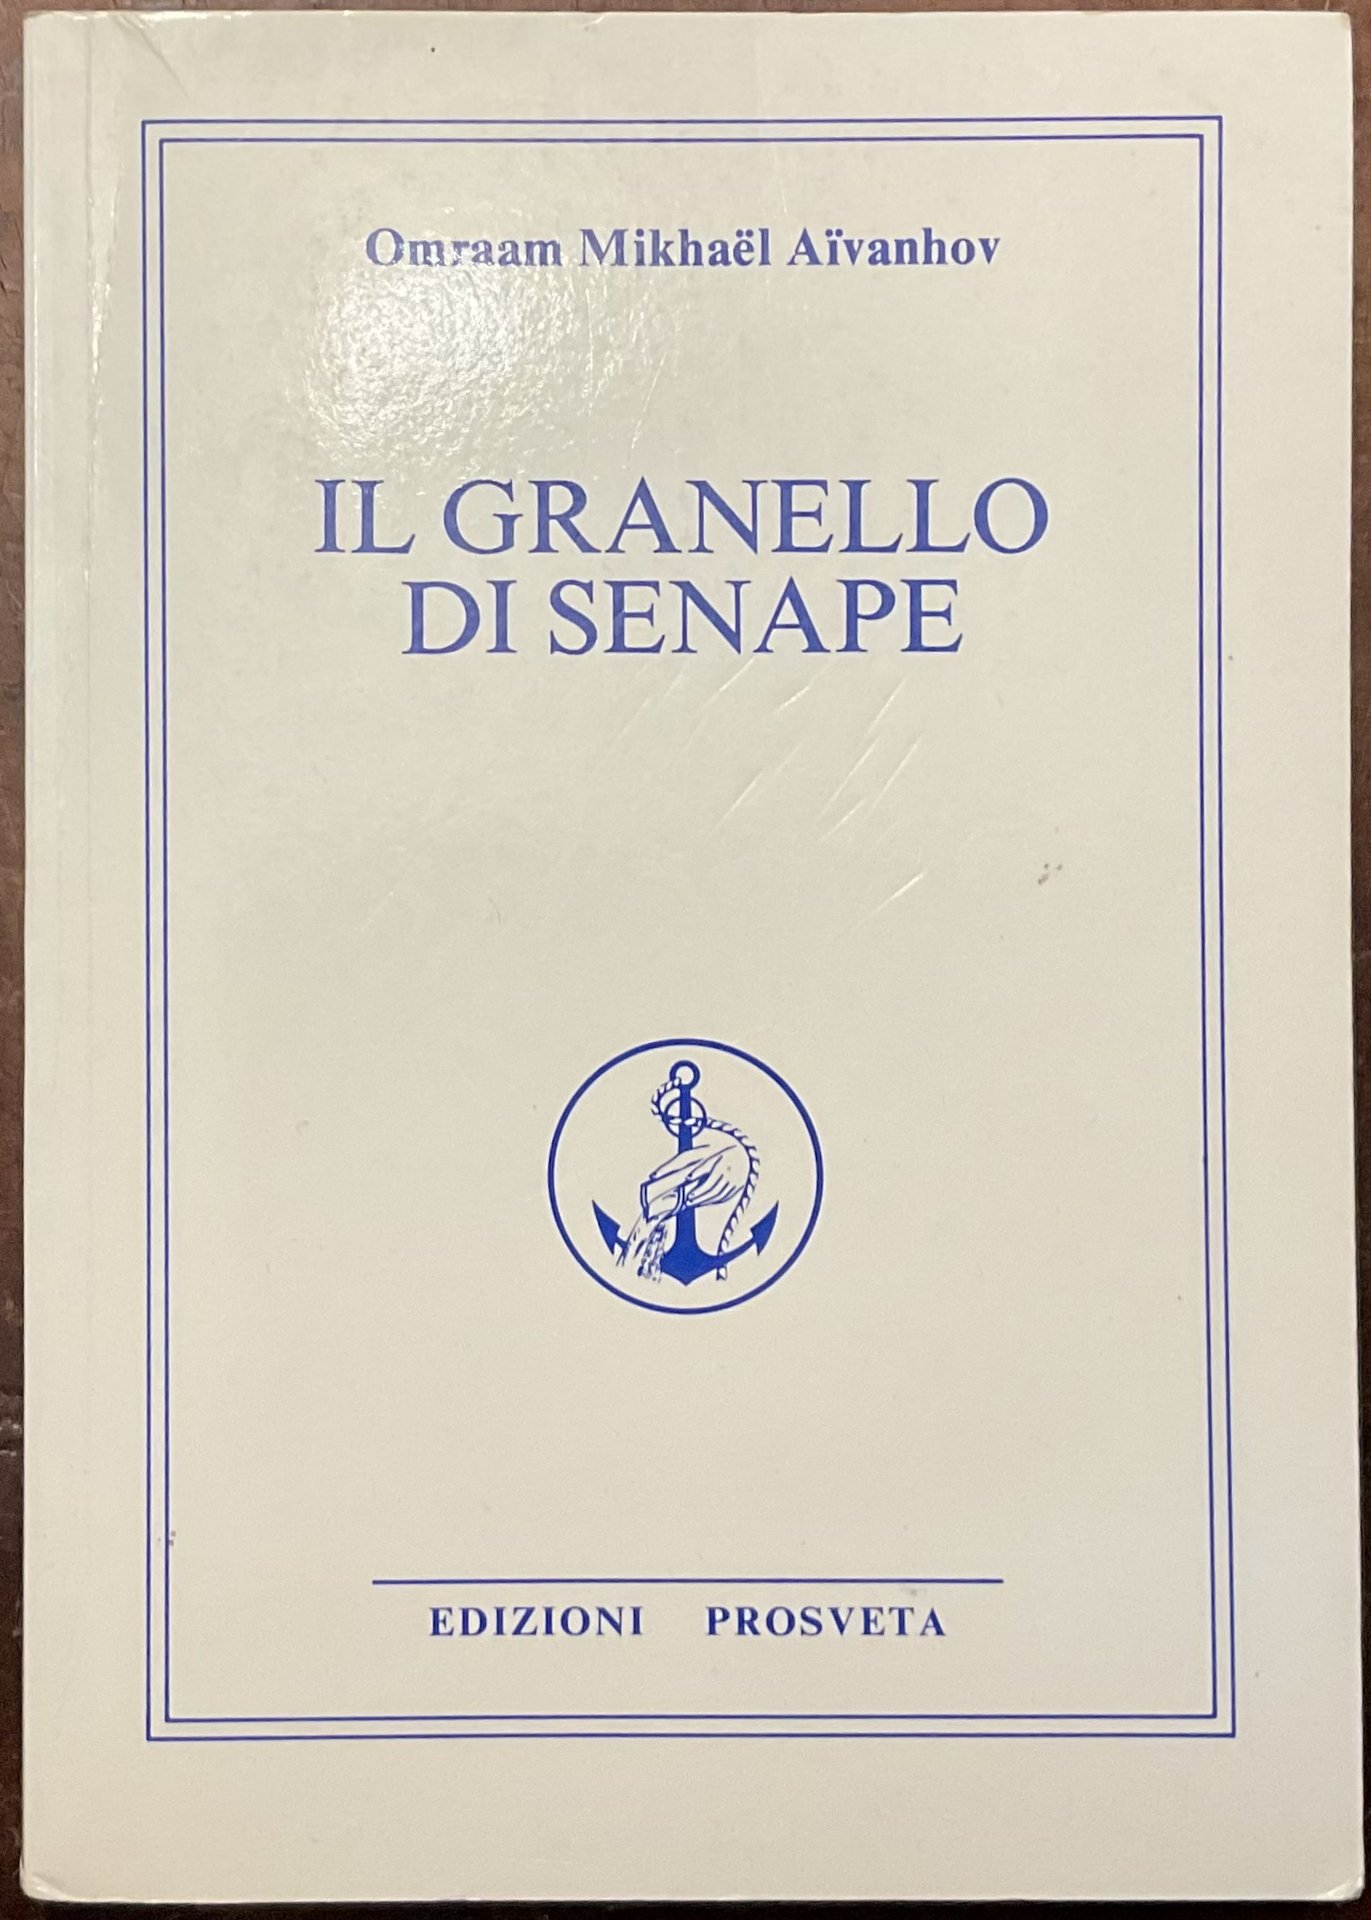 Omraam Mikhaël Aïvanhov
IL GRANELLO
DI SENAPE
EDIZIONI PROSVETA